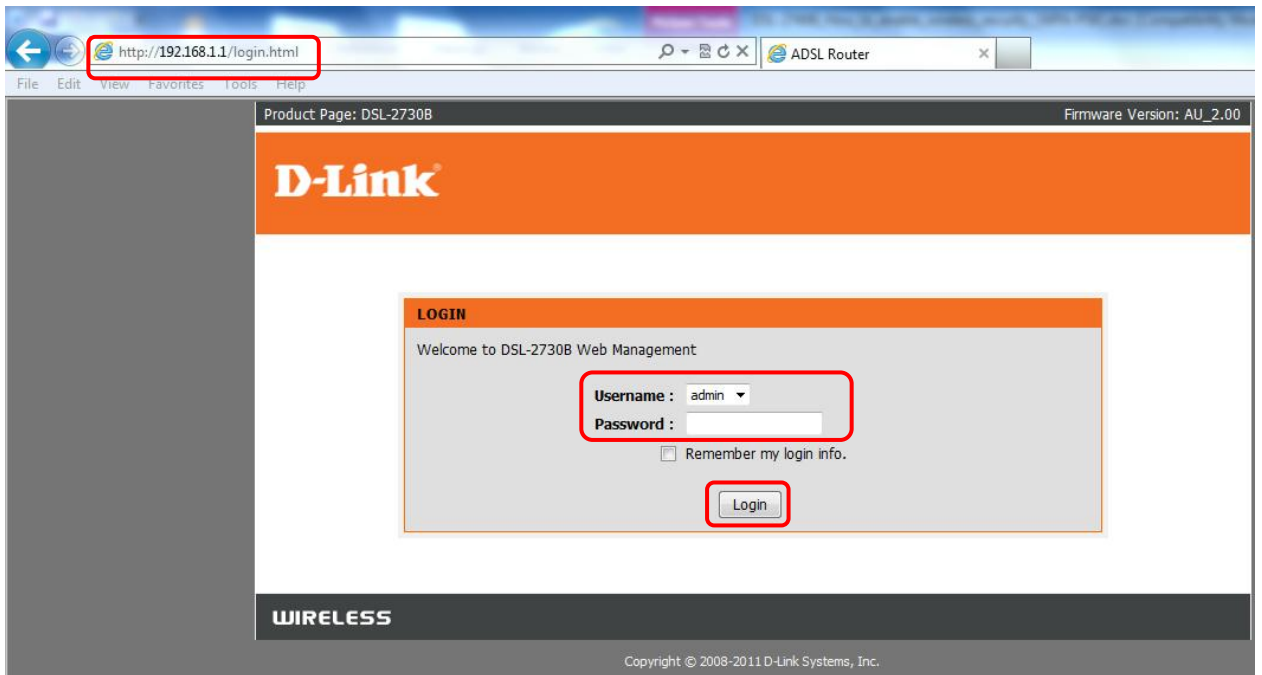 http://192.168.1.1/login.html
ADSL Router
File Edit View Favorites Tools Help
Product Page: DSL-2730B
Firmware Version: AU_2.00
D-Link
LOGIN
Welcome to DSL-2730B Web Management
Username : admin
Password :
Remember my login info.
Login
WIRELESS
Copyright © 2008-2011 D-Link Systems, Inc.